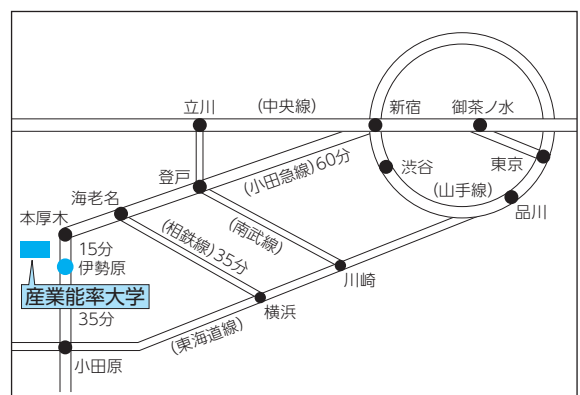 立川
(中央線)
新宿
御茶ノ水
登戸
(小田急線)60分
渋谷
東京
海老名
(山手線)
本厚木
品川
(相鉄線)35分
(南武線)
15分
伊勢原
川崎
産業能率大学
横浜
35分
(東海道線)
小田原